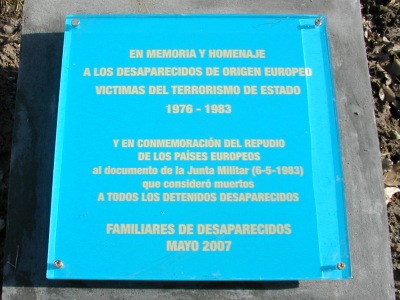 EN MEMORIA Y HOMENAJE
A LOS DESAPARECIDOS DE ORIGEN EUROPEO
VICTIMAS DEL TERRORISMO DE ESTADO
1976 - 1983
Y EN CONMEMORACIÓN DEL REPUDIO
DE LOS PAÍSES EUROPEOS
al documento de la Junta Militar (6-5-1983)
que consideró muertos
A TODOS LOS DETENIDOS DESAPARECIDOS
FAMILIARES DE DESAPARECIDOS
MAYO 2007